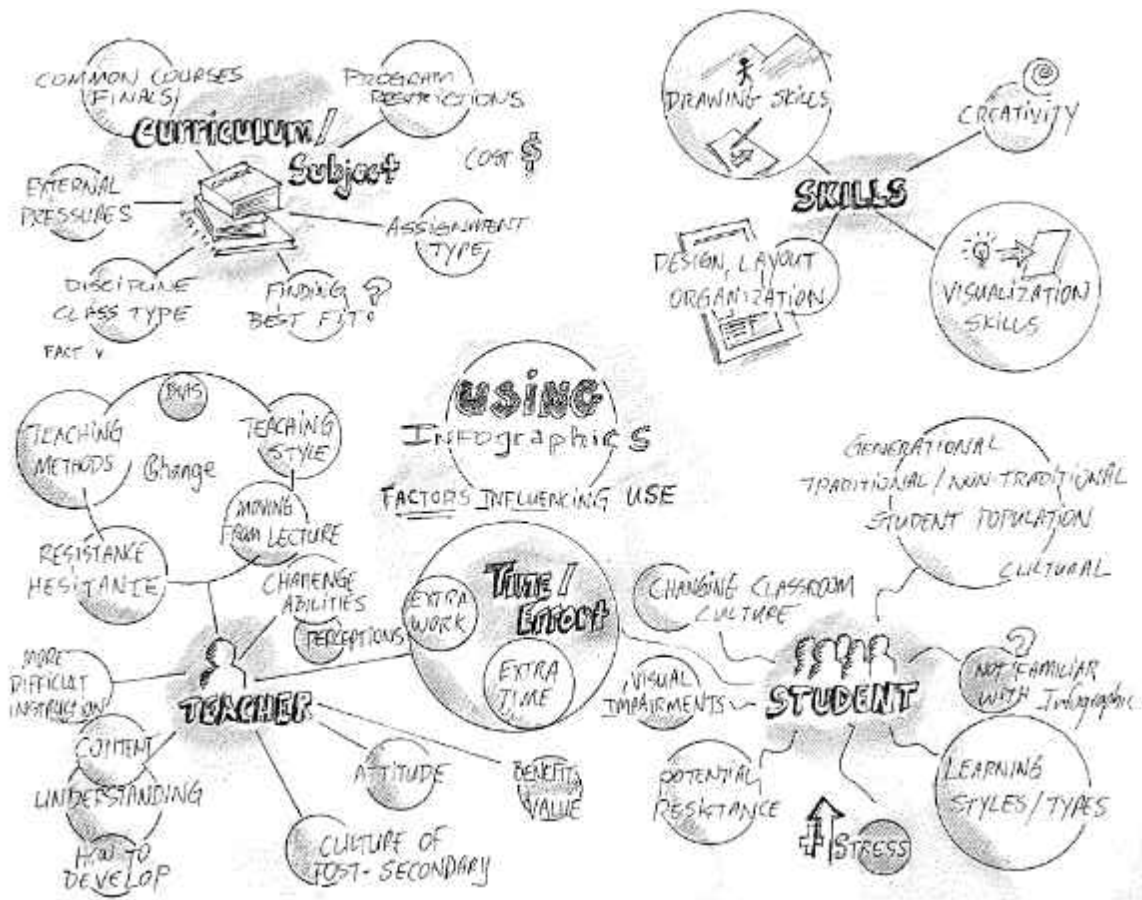 COMMON COURSES
FINALS
PROGRAM
RESTRICTIONS
CURRICULUM/
Subject
COST $
EXTERNAL
PRESSURES
ASSIGNMENT
TYPE
DISCIPLINE
CLASS TYPE
FINDING
BEST FIT?
FACT
DRAWING SKILLS
CREATIVITY
SKILLS
DESIGN, LAYOUT
ORGANIZATION
VISUALIZATION
SKILLS
USING
INFOgraphics
FACTORS INFLUENCING USE
BIAS
TEACHING
METHODS
Change
TEACHING
STYLE
MOVING
FROM LECTURE
RESISTANCE
CHALLENGE
ABILITIES
PERCEPTIONS
TIME/
EFFORT
EXTRA
WORK
EXTRA
TIME
TEACHER
MORE
DIFFICULT
INSTRUCTION
CONTENT
UNDERSTANDING
HOW TO
DEVELOP
ATTITUDE
BENEFITS
VALUE
CULTURE OF
POST-SECONDARY
GENERATIONAL
TRADITIONAL/NON-TRADITIONAL
STUDENT POPULATION
CULTURAL
CHANGING CLASSROOM
CULTURE
VISUAL
IMPAIRMENTS
STUDENT
?
NOT FAMILIAR
WITH Infographic
POTENTIAL
RESISTANCE
STRESS
LEARNING
STYLES/TYPES